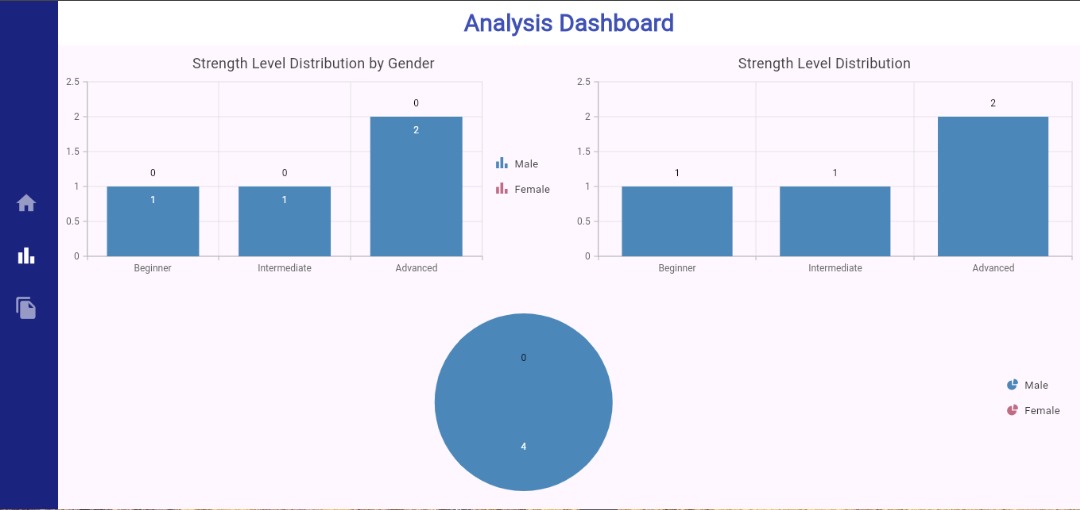 Analysis Dashboard
Strength Level Distribution by Gender
2.5
2
1.5
1
0.5
0
0
1
0
1
0
2
Beginner
Intermediate
Advanced
Male
Female
Strength Level Distribution
2.5
2
1.5
1
0.5
0
1
1
2
Beginner
Intermediate
Advanced
0
4
Male
Female